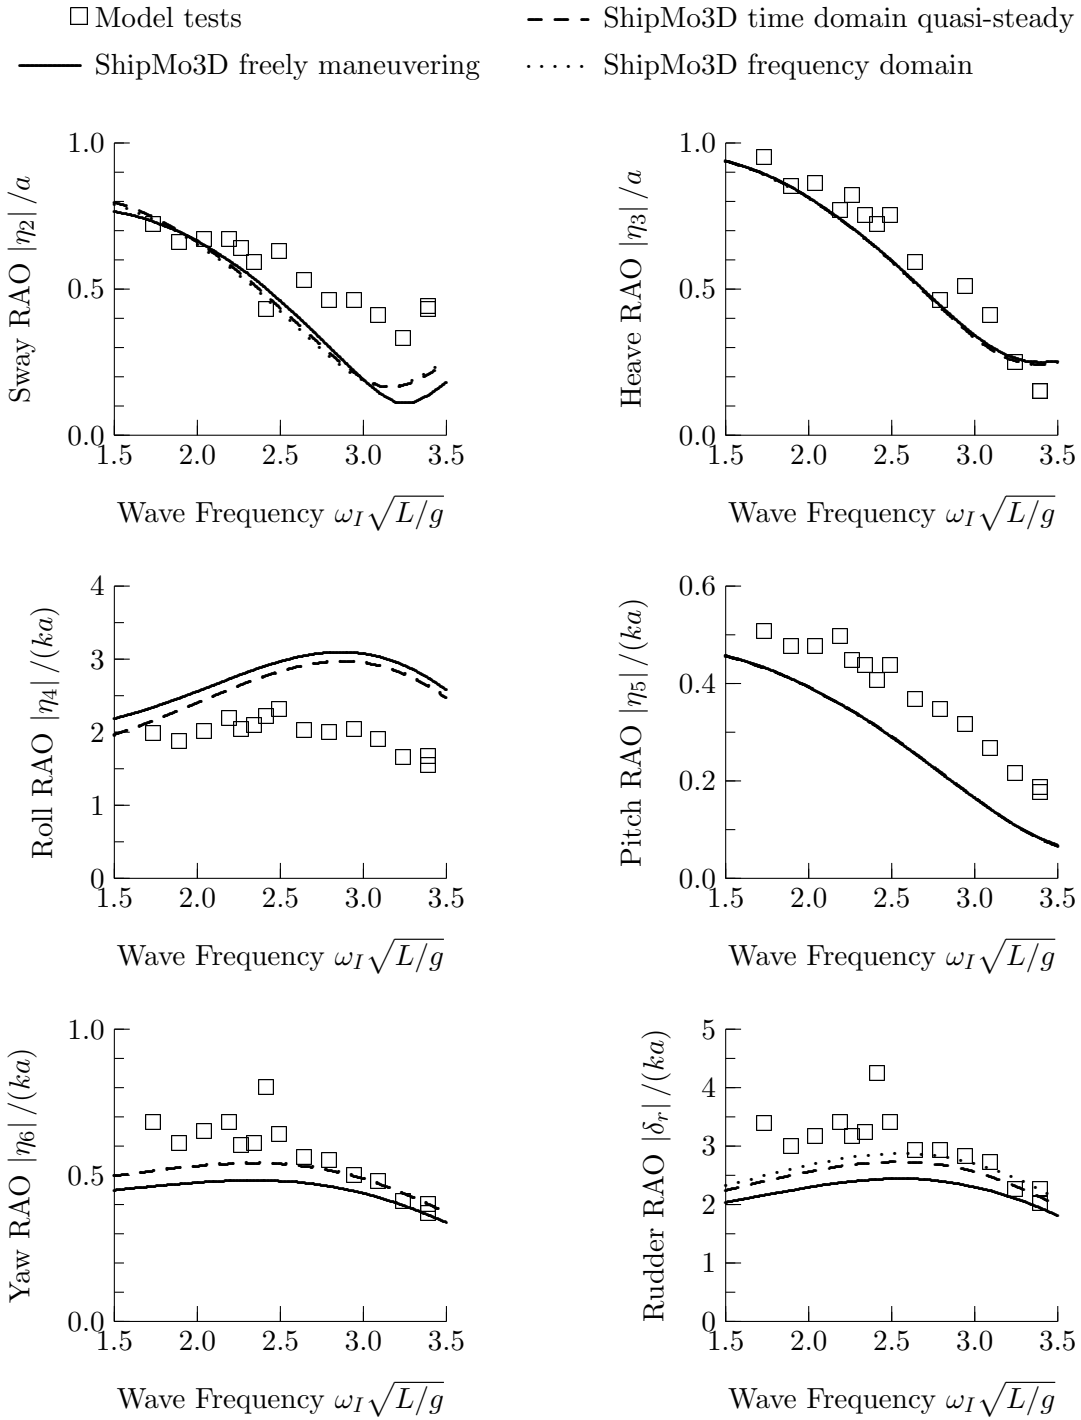 □ Model tests
ShipMo3D time domain quasi-steady
ShipMo3D freely maneuvering
ShipMo3D frequency domain
Sway RAO |η₂|/a
1.0
0.5
0.0
1.5 2.0 2.5 3.0 3.5
Wave Frequency ω_I√L/g
Heave RAO |η₃|/a
1.0
0.5
0.0
1.5 2.0 2.5 3.0 3.5
Wave Frequency ω_I√L/g
Roll RAO |η₄|/(ka)
4
3
2
1
0
1.5 2.0 2.5 3.0 3.5
Wave Frequency ω_I√L/g
Pitch RAO |η₅|/(ka)
0.6
0.4
0.2
0.0
1.5 2.0 2.5 3.0 3.5
Wave Frequency ω_I√L/g
Yaw RAO |η₆|/(ka)
1.0
0.5
0.0
1.5 2.0 2.5 3.0 3.5
Wave Frequency ω_I√L/g
Rudder RAO |δ_r|/(ka)
5
4
3
2
1
0
1.5 2.0 2.5 3.0 3.5
Wave Frequency ω_I√L/g